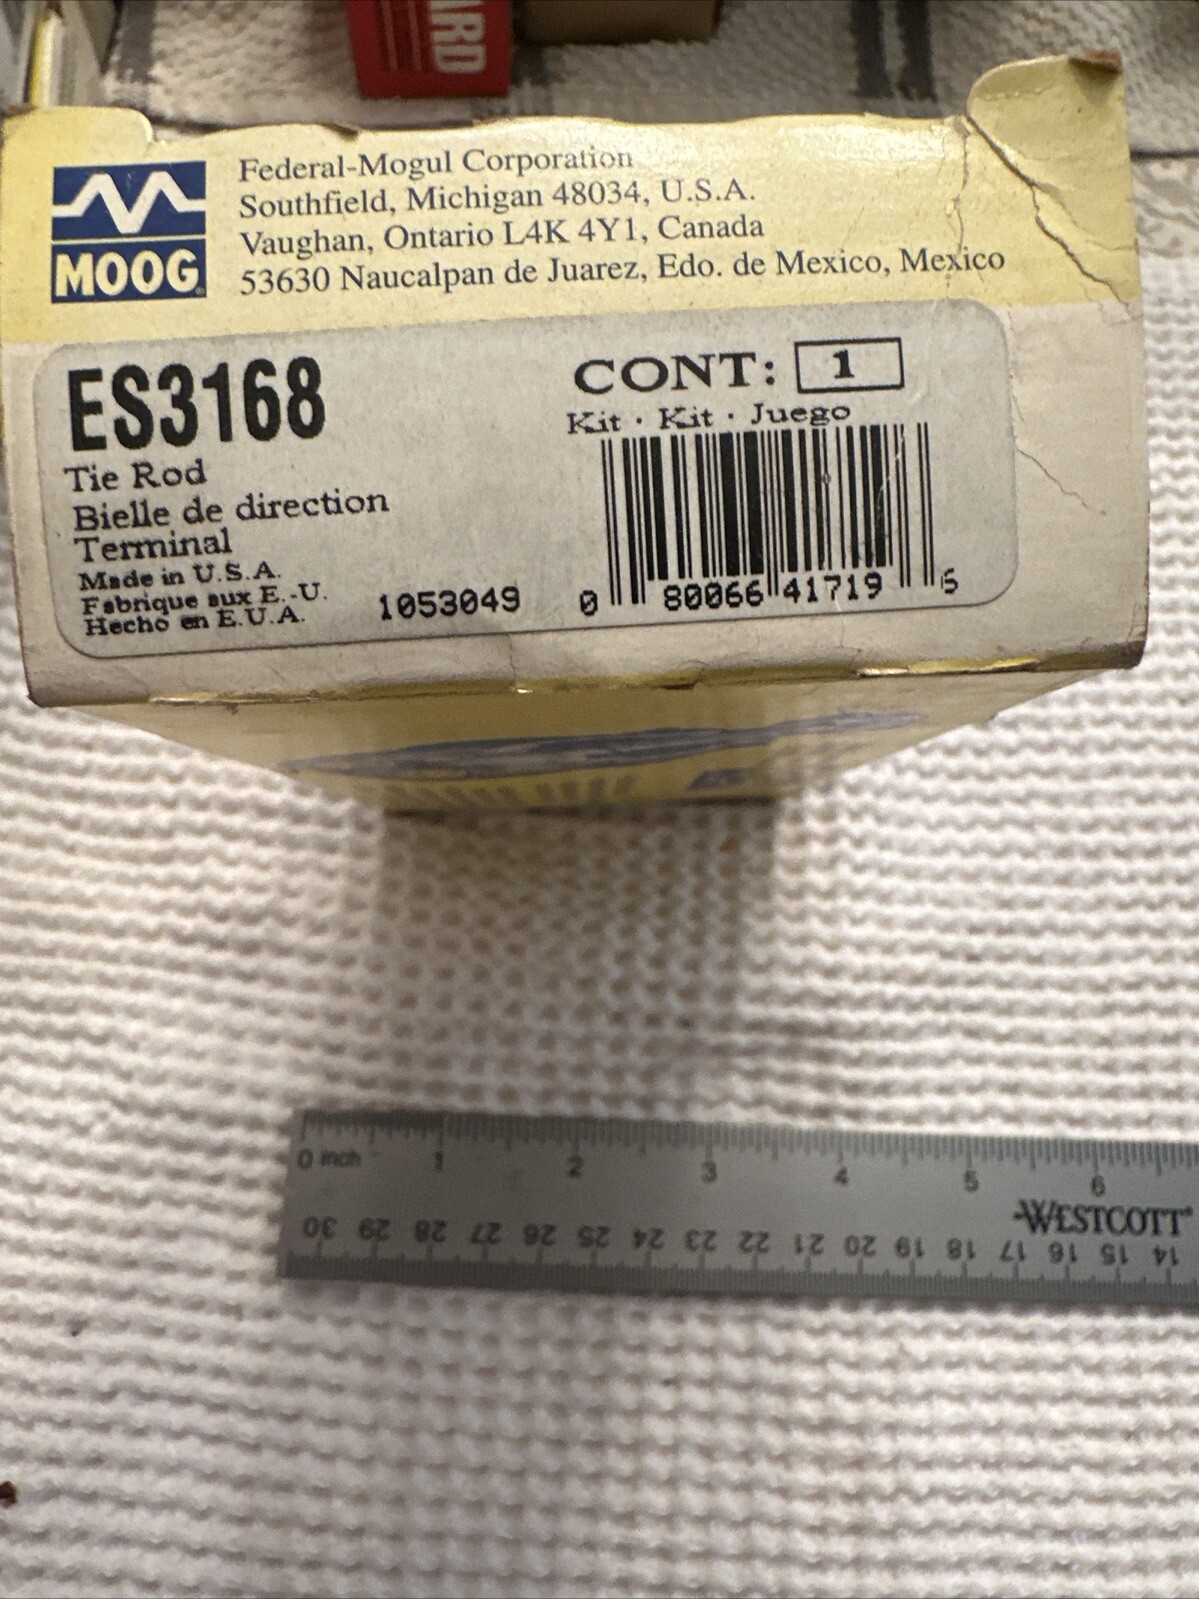 ARD
MOOG
Federal-Mogul Corporation
Southfield, Michigan 48034, U.S.A.
Vaughan, Ontario L4K 4Y1, Canada
53630 Naucalpan de Juarez, Edo. de Mexico, Mexico
ES3168
CONT: 1
Kit · Kit · Juego
Tie Rod
Bielle de direction
Terminal
Made in U.S.A.
Fabrique aux E.-U.
Hecho en E.U.A.
1053049
0 80066 41719 6
0 inch 1 2 3 4 5 6
WESTCOTT
30 29 28 27 26 25 24 23 22 21 20 19 18 17 16 15 14